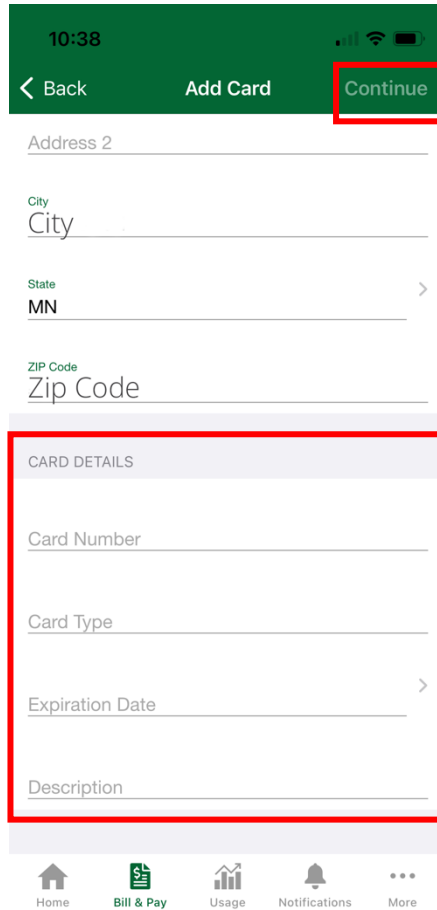 10:38
Back Add Card Continue
Address 2
City
City
State
MN
ZIP Code
Zip Code
CARD DETAILS
Card Number
Card Type
Expiration Date
Description
Home Bill & Pay Usage Notifications More